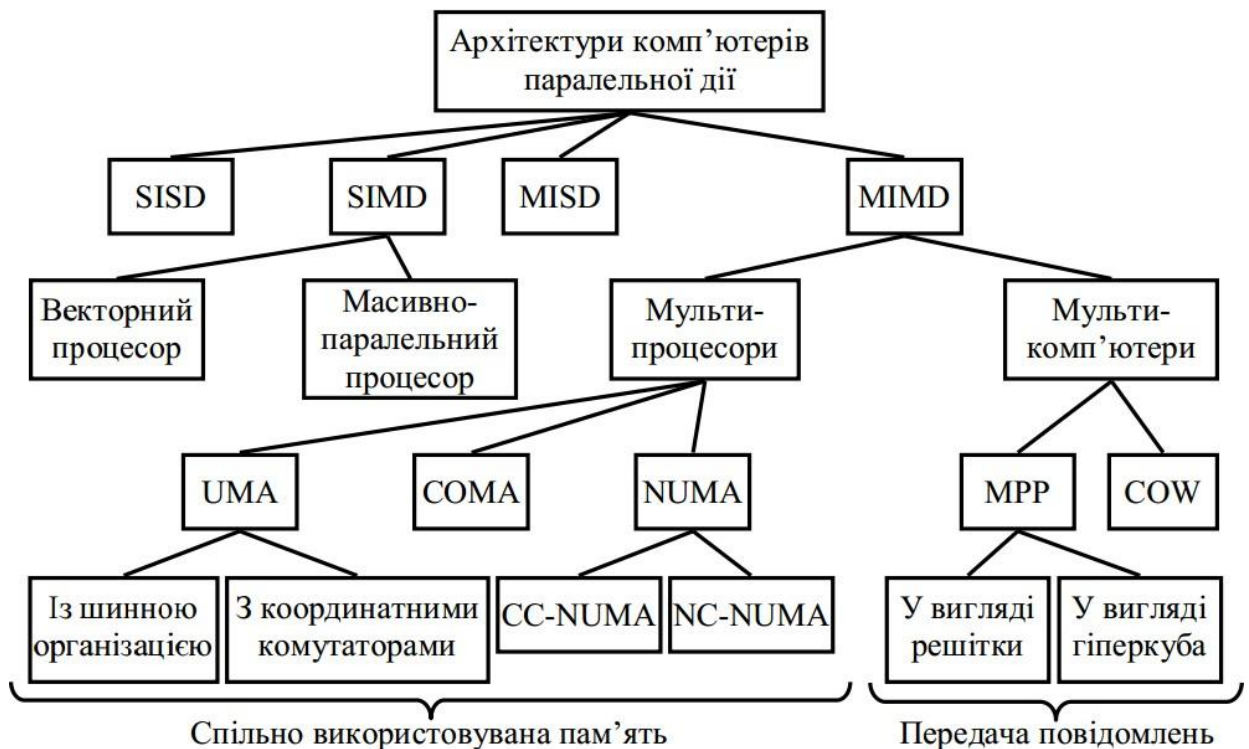 Архітектури комп’ютерів
паралельної дії
SISD
SIMD
MISD
MIMD
Векторний
процесор
Масивно-
паралельний
процесор
Мульти-
процесори
Мульти-
комп’ютери
UMA
COMA
NUMA
MPP
COW
Із шинною
організацією
З координатними
комутаторами
CC-NUMA
NC-NUMA
У вигляді
решітки
У вигляді
гіперкуба
Спільно використовувана пам’ять
Передача повідомлень